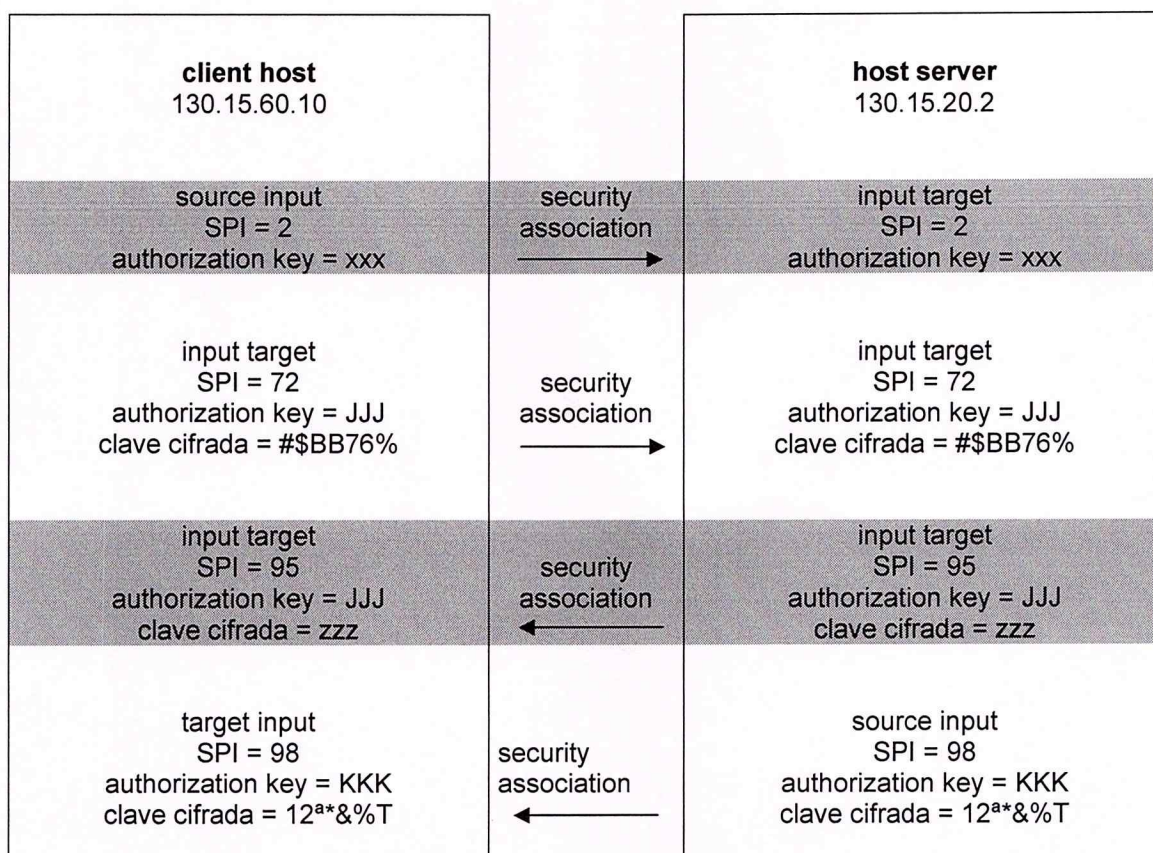 client host
130.15.60.10
host server
130.15.20.2
source input
SPI = 2
authorization key = xxx
security
association
input target
SPI = 2
authorization key = xxx
input target
SPI = 72
authorization key = JJJ
clave cifrada = #$BB76%
security
association
input target
SPI = 72
authorization key = JJJ
clave cifrada = #$BB76%
input target
SPI = 95
authorization key = JJJ
clave cifrada = zzz
security
association
input target
SPI = 95
authorization key = JJJ
clave cifrada = zzz
target input
SPI = 98
authorization key = KKK
clave cifrada = 12ª*&%T
security
association
source input
SPI = 98
authorization key = KKK
clave cifrada = 12ª*&%T